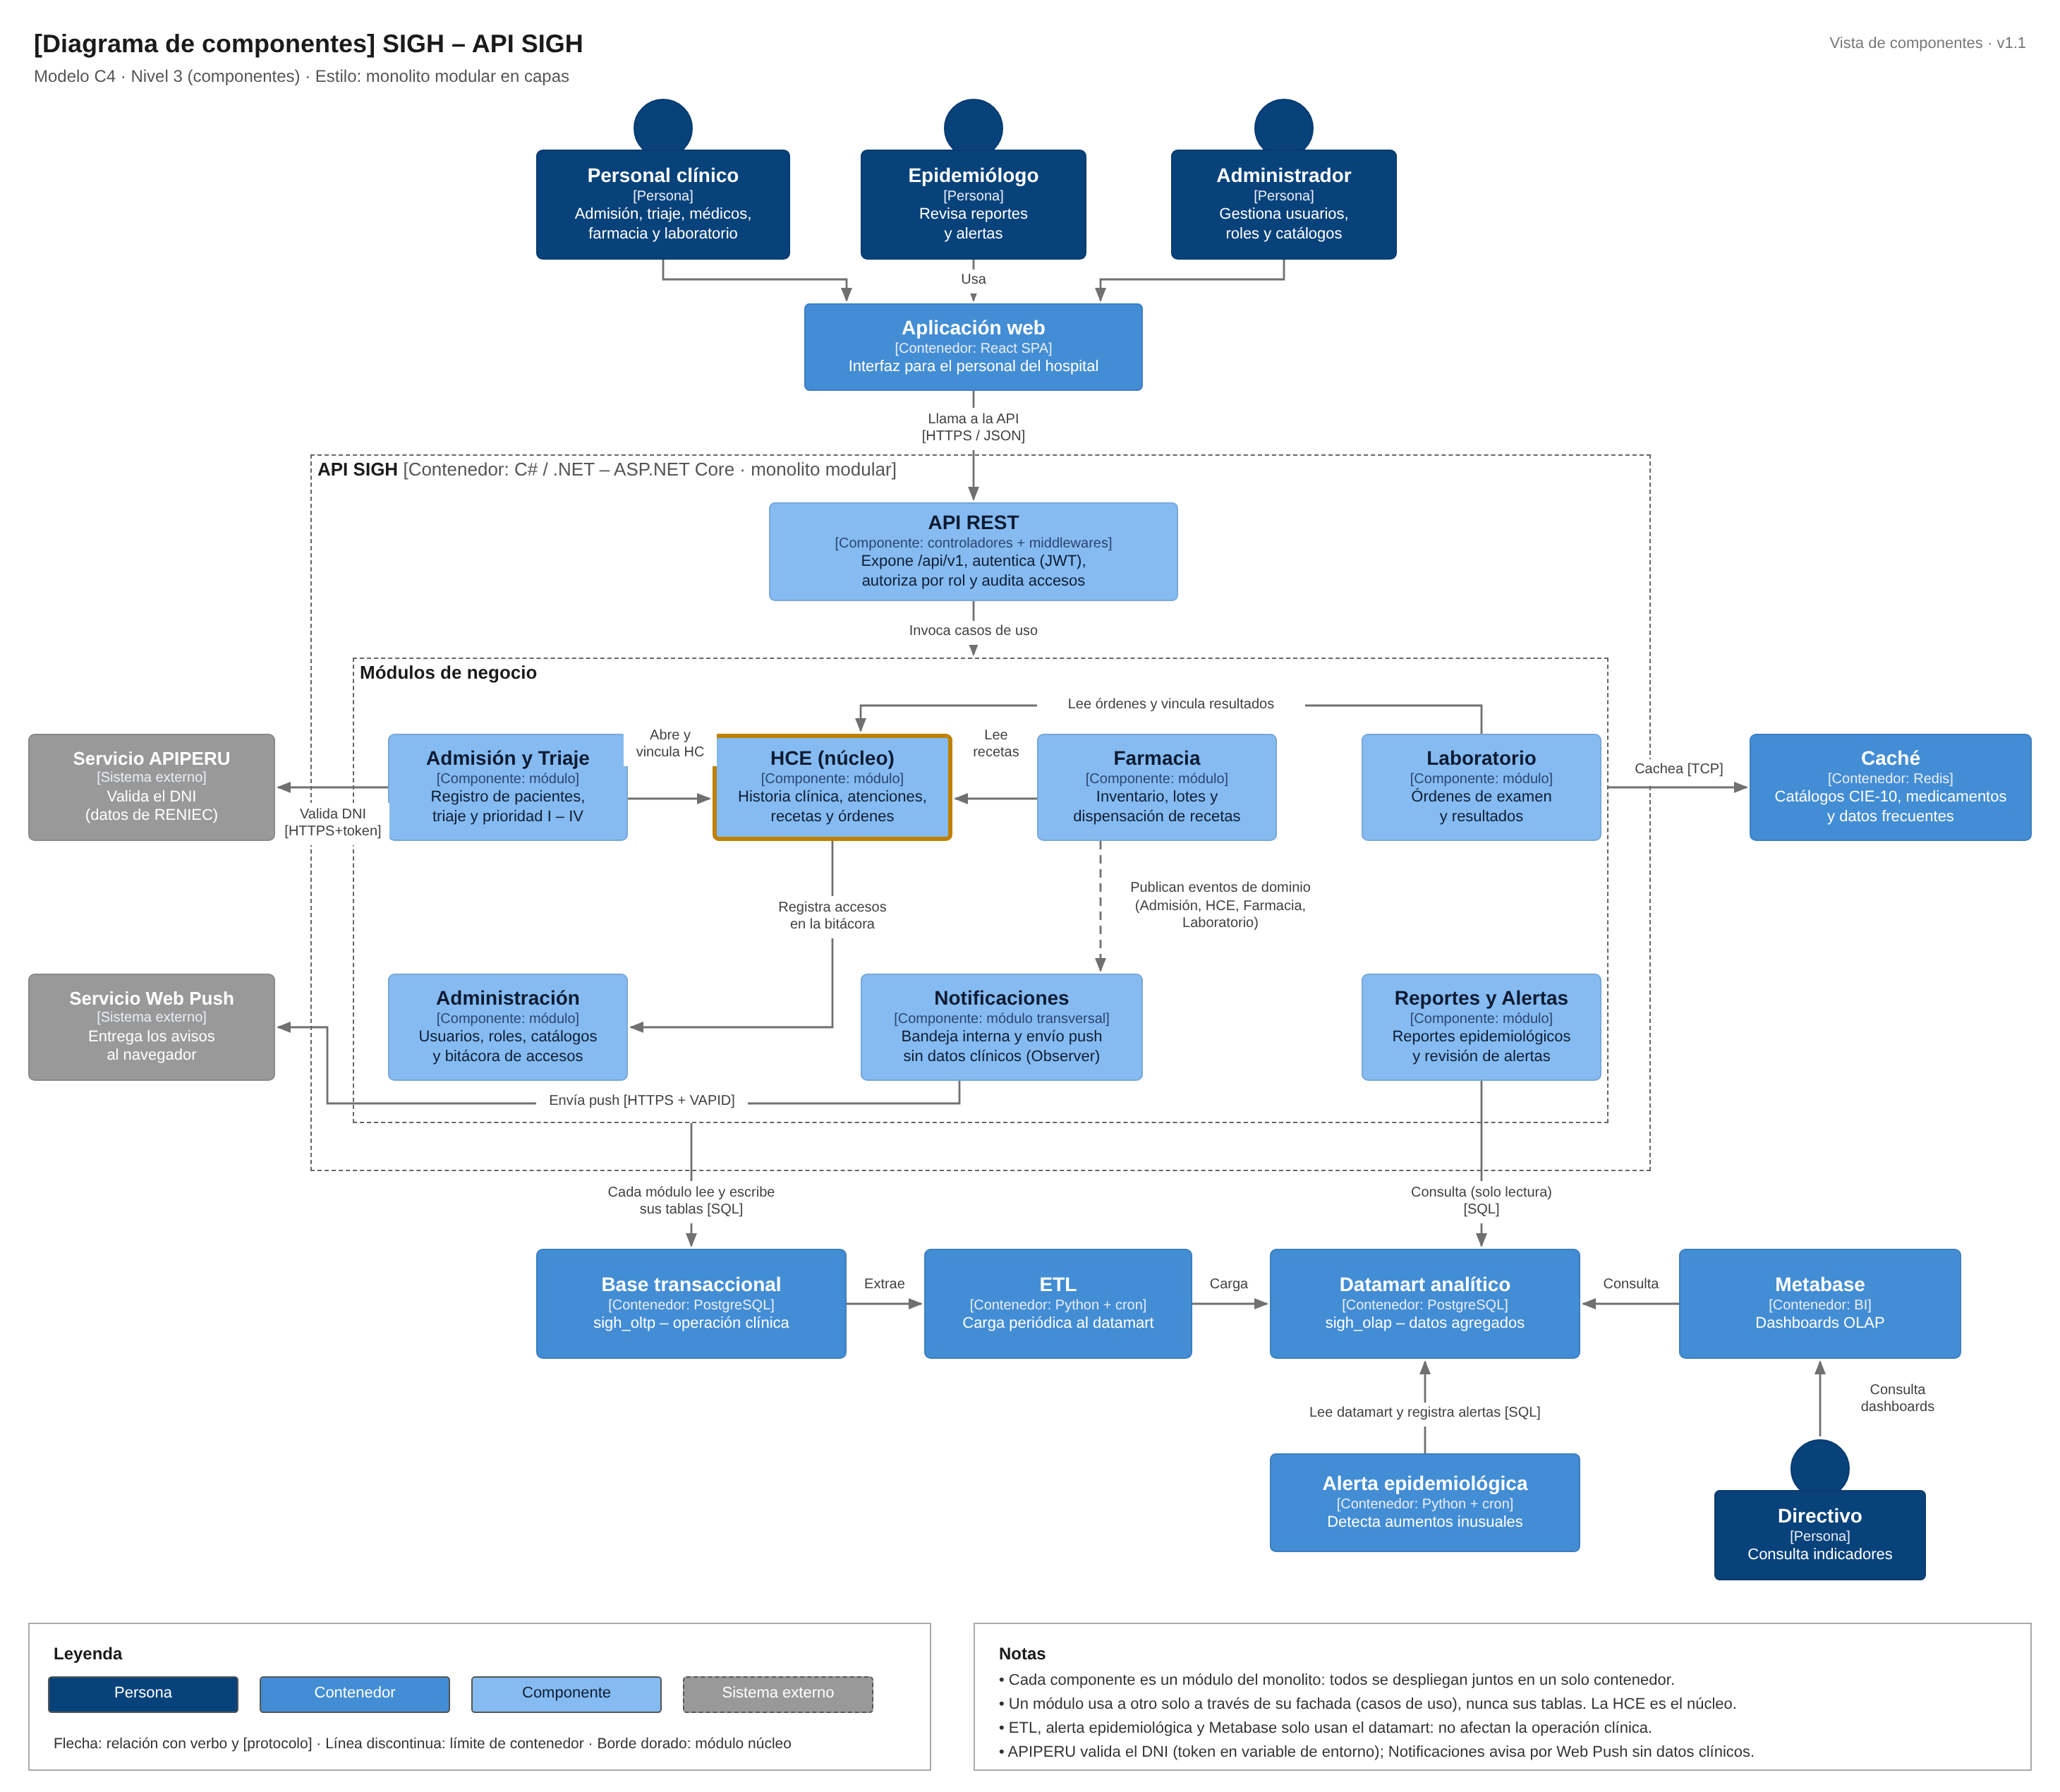 [Diagrama de componentes] SIGH – API SIGH
Vista de componentes · v1.1
Modelo C4 · Nivel 3 (componentes) · Estilo: monolito modular en capas
Personal clínico
[Persona]
Admisión, triaje, médicos,
farmacia y laboratorio
Epidemiólogo
[Persona]
Revisa reportes
y alertas
Administrador
[Persona]
Gestiona usuarios,
roles y catálogos
Usa
Aplicación web
[Contenedor: React SPA]
Interfaz para el personal del hospital
Llama a la API
[HTTPS / JSON]
API SIGH [Contenedor: C# / .NET – ASP.NET Core · monolito modular]
API REST
[Componente: controladores + middlewares]
Expone /api/v1, autentica (JWT),
autoriza por rol y audita accesos
Invoca casos de uso
Módulos de negocio
Lee órdenes y vincula resultados
Servicio APIPERU
[Sistema externo]
Valida el DNI
(datos de RENIEC)
Valida DNI
[HTTPS+token]
Admisión y Triaje
[Componente: módulo]
Registro de pacientes,
triaje y prioridad I – IV
Abre y
vincula HC
HCE (núcleo)
[Componente: módulo]
Historia clínica, atenciones,
recetas y órdenes
Lee
recetas
Farmacia
[Componente: módulo]
Inventario, lotes y
dispensación de recetas
Laboratorio
[Componente: módulo]
Órdenes de examen
y resultados
Cachea [TCP]
Caché
[Contenedor: Redis]
Catálogos CIE-10, medicamentos
y datos frecuentes
Registra accesos
en la bitácora
Publican eventos de dominio
(Admisión, HCE, Farmacia,
Laboratorio)
Servicio Web Push
[Sistema externo]
Entrega los avisos
al navegador
Administración
[Componente: módulo]
Usuarios, roles, catálogos
y bitácora de accesos
Notificaciones
[Componente: módulo transversal]
Bandeja interna y envío push
sin datos clínicos (Observer)
Reportes y Alertas
[Componente: módulo]
Reportes epidemiológicos
y revisión de alertas
Envía push [HTTPS + VAPID]
Cada módulo lee y escribe
sus tablas [SQL]
Consulta (solo lectura)
[SQL]
Base transaccional
[Contenedor: PostgreSQL]
sigh_oltp – operación clínica
Extrae
ETL
[Contenedor: Python + cron]
Carga periódica al datamart
Carga
Datamart analítico
[Contenedor: PostgreSQL]
sigh_olap – datos agregados
Consulta
Metabase
[Contenedor: BI]
Dashboards OLAP
Lee datamart y registra alertas [SQL]
Consulta
dashboards
Alerta epidemiológica
[Contenedor: Python + cron]
Detecta aumentos inusuales
Directivo
[Persona]
Consulta indicadores
Leyenda
Persona
Contenedor
Componente
Sistema externo
Flecha: relación con verbo y [protocolo] · Línea discontinua: límite de contenedor · Borde dorado: módulo núcleo
Notas
• Cada componente es un módulo del monolito: todos se despliegan juntos en un solo contenedor.
• Un módulo usa a otro solo a través de su fachada (casos de uso), nunca sus tablas. La HCE es el núcleo.
• ETL, alerta epidemiológica y Metabase solo usan el datamart: no afectan la operación clínica.
• APIPERU valida el DNI (token en variable de entorno); Notificaciones avisa por Web Push sin datos clínicos.